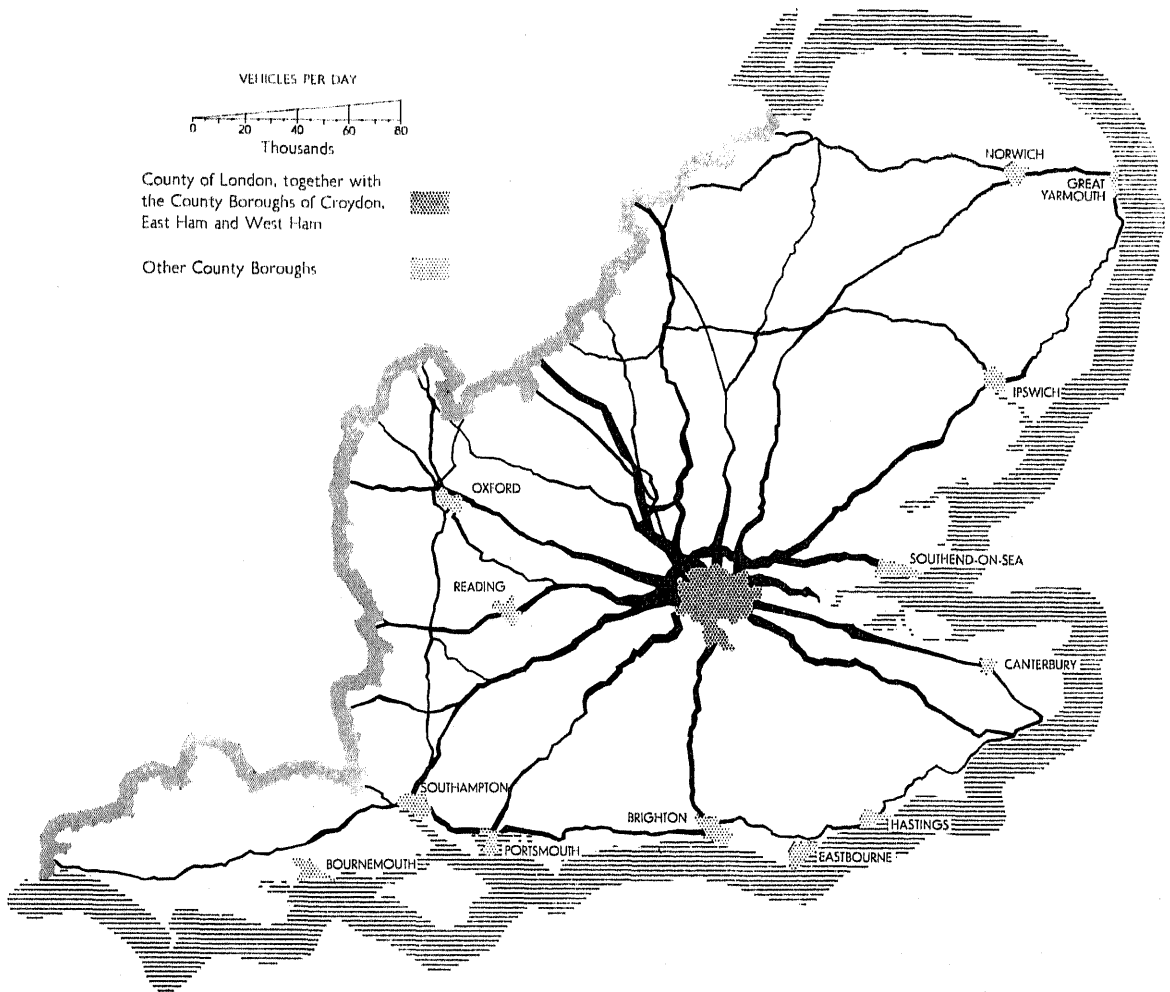 VEHICLES PER DAY
0 20 40 60 80
Thousands
County of London, together with
the County Boroughs of Croydon,
East Ham and West Ham
Other County Boroughs
NORWICH
GREAT
YARMOUTH
IPSWICH
OXFORD
SOUTHEND-ON-SEA
READING
CANTERBURY
SOUTHAMPTON
BRIGHTON
HASTINGS
PORTSMOUTH
EASTBOURNE
BOURNEMOUTH